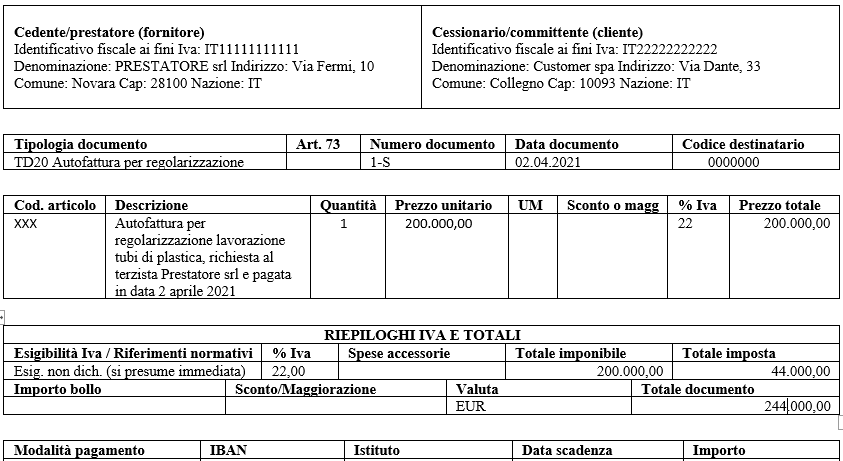 Cedente/prestatore (fornitore)
Identificativo fiscale ai fini Iva: IT11111111111
Denominazione: PRESTATORE srl Indirizzo: Via Fermi, 10
Comune: Novara Cap: 28100 Nazione: IT
Cessionario/committente (cliente)
Identificativo fiscale ai fini Iva: IT22222222222
Denominazione: Customer spa Indirizzo: Via Dante, 33
Comune: Collegno Cap: 10093 Nazione: IT
Tipologia documento Art. 73 Numero documento Data documento Codice destinatario
TD20 Autofattura per regolarizzazione 1-S 02.04.2021 0000000
Cod. articolo Descrizione Quantità Prezzo unitario UM Sconto o magg % Iva Prezzo totale
XXX Autofattura per 1 200.000,00 22 200.000,00
regolarizzazione lavorazione
tubi di plastica, richiesta al
terzista Prestatore srl e pagata
in data 2 aprile 2021
RIEPILOGHI IVA E TOTALI
Esigibilità Iva / Riferimenti normativi % Iva Spese accessorie Totale imponibile Totale imposta
Esig. non dich. (si presume immediata) 22,00 200.000,00 44.000,00
Importo bollo Sconto/Maggiorazione Valuta Totale documento
EUR 244.000,00
Modalità pagamento IBAN Istituto Data scadenza Importo